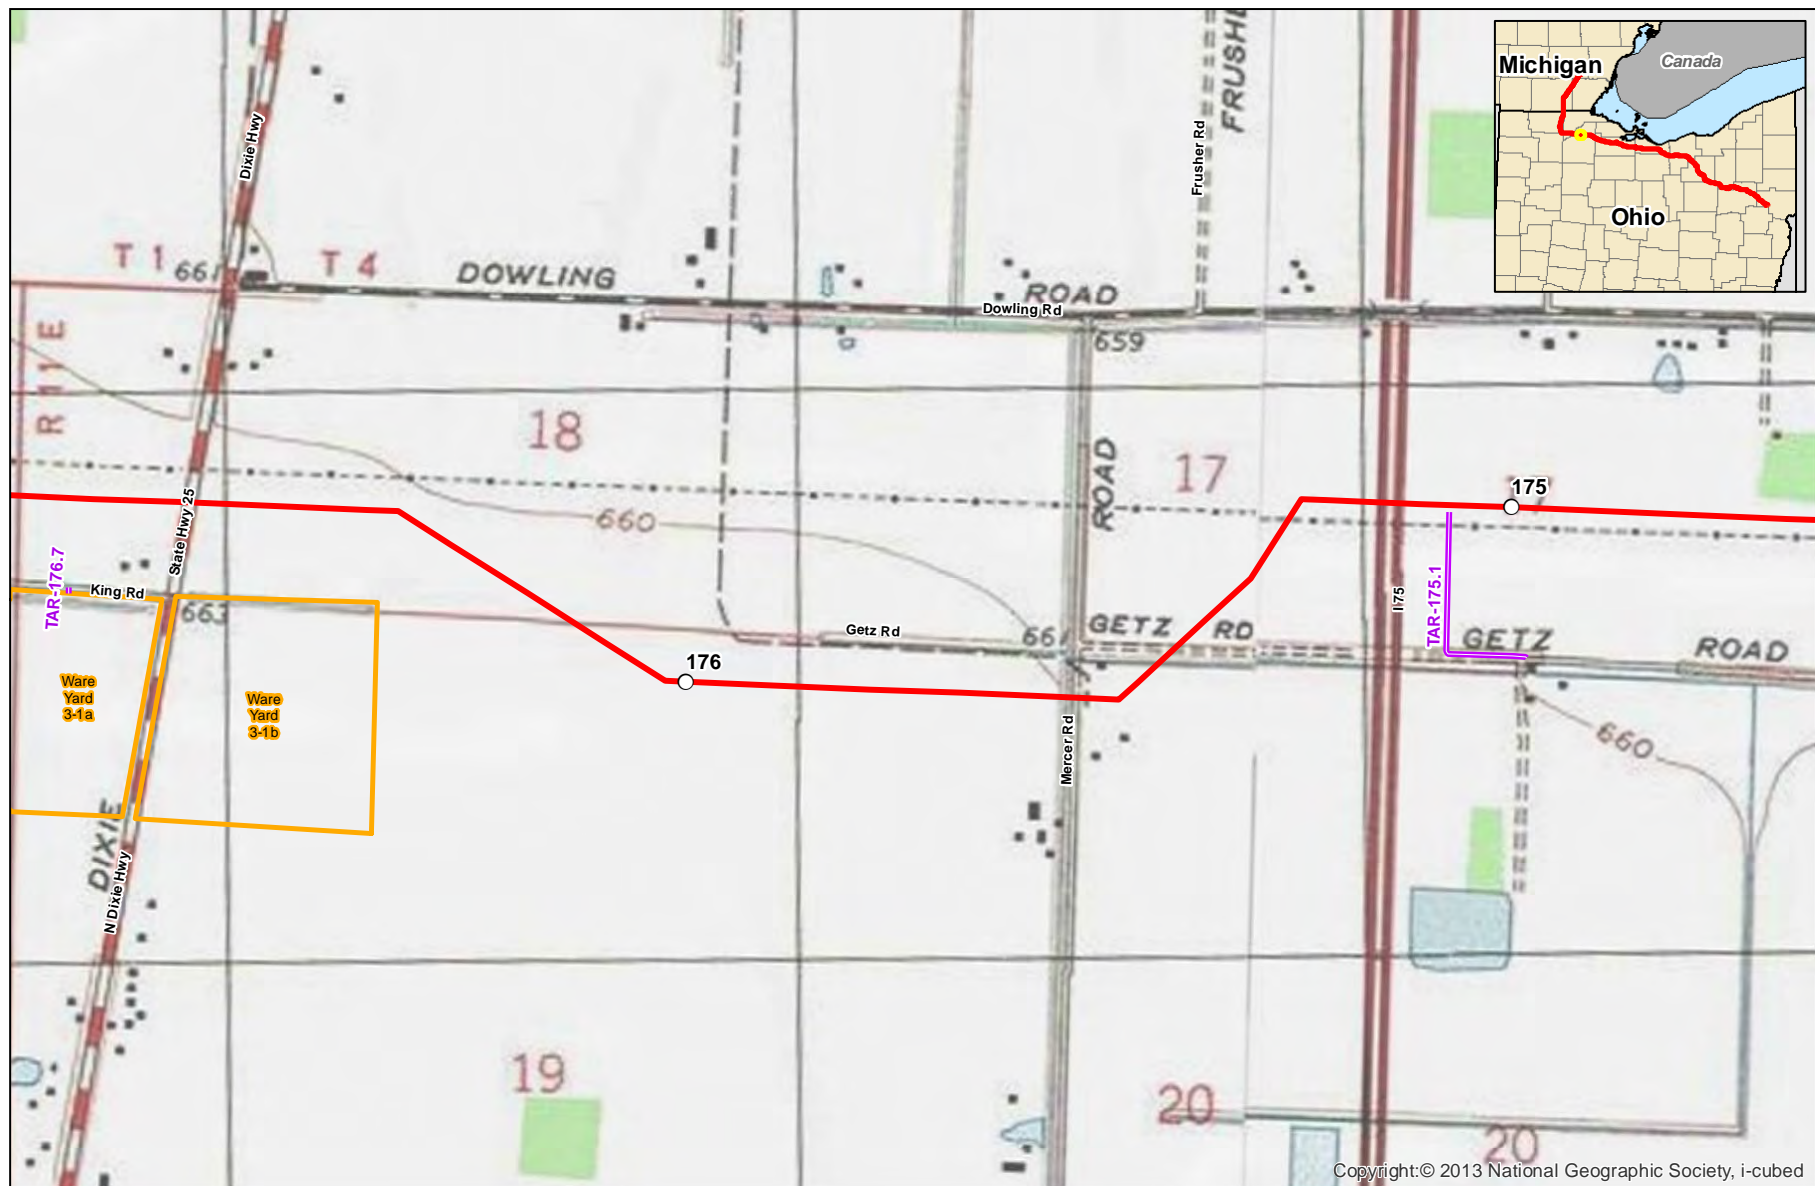 Michigan
Canada
Ohio
FRUSHE
Frusher Rd
Dixie Hwy
T 1
661
T 4
DOWLING
ROAD
Dowling Rd
659
R 11 E
18
17
ROAD
175
660
State Hwy 25
I 75
TAR-176.7
King Rd
663
Getz Rd
661
GETZ RD
TAR-175.1
GETZ
ROAD
176
Ware
Yard
3-1a
Ware
Yard
3-1b
Mercer Rd
660
DIXIE
N Dixie Hwy
19
20
20
Copyright:© 2013 National Geographic Society, i-cubed